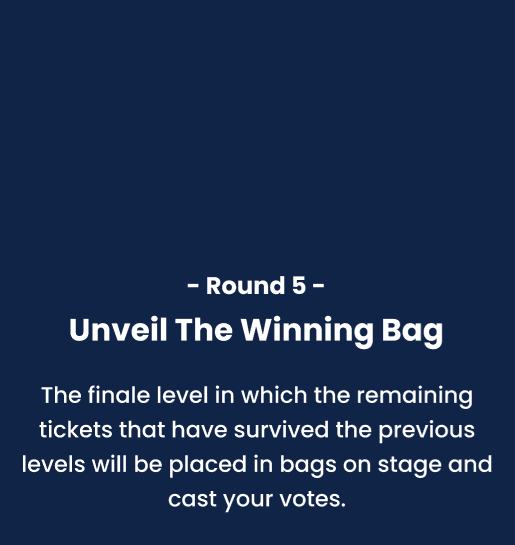 - Round 5 -
Unveil The Winning Bag
The finale level in which the remaining
tickets that have survived the previous
levels will be placed in bags on stage and
cast your votes.